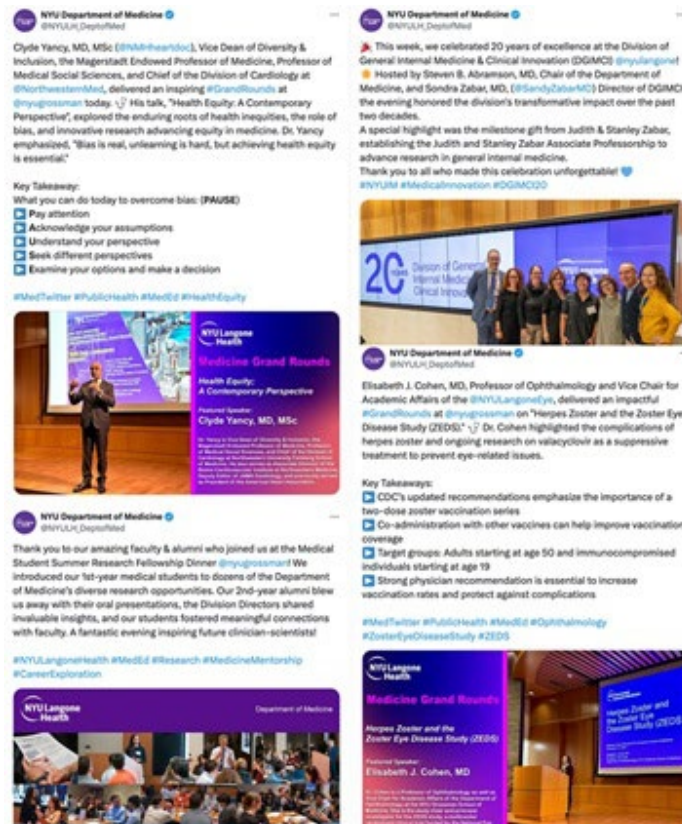 NYU Department of Medicine
@NYULH_DeptofMed
Clyde Yancy, MD, MSc (@NMHheartdoc), Vice Dean of Diversity &
Inclusion, the Magerstadt Endowed Professor of Medicine, Professor of
Medical Social Sciences, and Chief of the Division of Cardiology at
@NorthwesternMed, delivered an inspiring #GrandRounds at
@nyugrossman today. His talk, "Health Equity: A Contemporary
Perspective", explored the enduring roots of health inequities, the role of
bias, and innovative research advancing equity in medicine. Dr. Yancy
emphasized, "Bias is real, unlearning is hard, but achieving health equity
is essential."
Key Takeaway:
What you can do today to overcome bias: (PAUSE)
Pay attention
Acknowledge your assumptions
Understand your perspective
Seek different perspectives
Examine your options and make a decision
#MedTwitter #PublicHealth #MedEd #HealthEquity
NYU Langone
Health
Medicine Grand Rounds
Health Equity:
A Contemporary Perspective
Featured Speaker:
Clyde Yancy, MD, MSc
NYU Department of Medicine
@NYULH_DeptofMed
Thank you to our amazing faculty & alumni who joined us at the Medical
Student Summer Research Fellowship Dinner @nyugrossman! We
introduced our 1st-year medical students to dozens of the Department
of Medicine's diverse research opportunities. Our 2nd-year alumni blew
us away with their oral presentations, the Division Directors shared
invaluable insights, and our students fostered meaningful connections
with faculty. A fantastic evening inspiring future clinician-scientists!
#NYULangoneHealth #MedEd #Research #MedicineMentorship
#CareerExploration
NYU Langone
Health
Department of Medicine
NYU Department of Medicine
@NYULH_DeptofMed
This week, we celebrated 20 years of excellence at the Division of
General Internal Medicine & Clinical Innovation (DGIMCI) @nyulangone!
Hosted by Steven B. Abramson, MD, Chair of the Department of
Medicine, and Sondra Zabar, MD, (@SandyZabarMD) Director of DGIMCI
the evening honored the division's transformative impact over the past
two decades.
A special highlight was the milestone gift from Judith & Stanley Zabar,
establishing the Judith and Stanley Zabar Associate Professorship to
advance research in general internal medicine.
Thank you to all who made this celebration unforgettable!
#NYUIM #MedicalInnovation #DGIMCI20
20 YEARS
Division of General
Internal Medicine
Clinical Innova
NYU Department of Medicine
@NYULH_DeptofMed
Elisabeth J. Cohen, MD, Professor of Ophthalmology and Vice Chair for
Academic Affairs of the @NYULangoneEye, delivered an impactful
#GrandRounds at @nyugrossman on "Herpes Zoster and the Zoster Eye
Disease Study (ZEDS)." Dr. Cohen highlighted the complications of
herpes zoster and ongoing research on valacyclovir as a suppressive
treatment to prevent eye-related issues.
Key Takeaways:
CDC's updated recommendations emphasize the importance of a
two-dose zoster vaccination series
Co-administration with other vaccines can help improve vaccination
coverage
Target groups: Adults starting at age 50 and immunocompromised
individuals starting at age 19
Strong physician recommendation is essential to increase
vaccination rates and protect against complications
#MedTwitter #PublicHealth #MedEd #Ophthalmology
#ZosterEyeDiseaseStudy #ZEDS
NYU Langone
Health
Medicine Grand Rounds
Herpes Zoster and the
Zoster Eye Disease Study (ZEDS)
Featured Speaker:
Elisabeth J. Cohen, MD
Herpes Zoster and
the Zoster Eye
Disease Study (ZEDS)